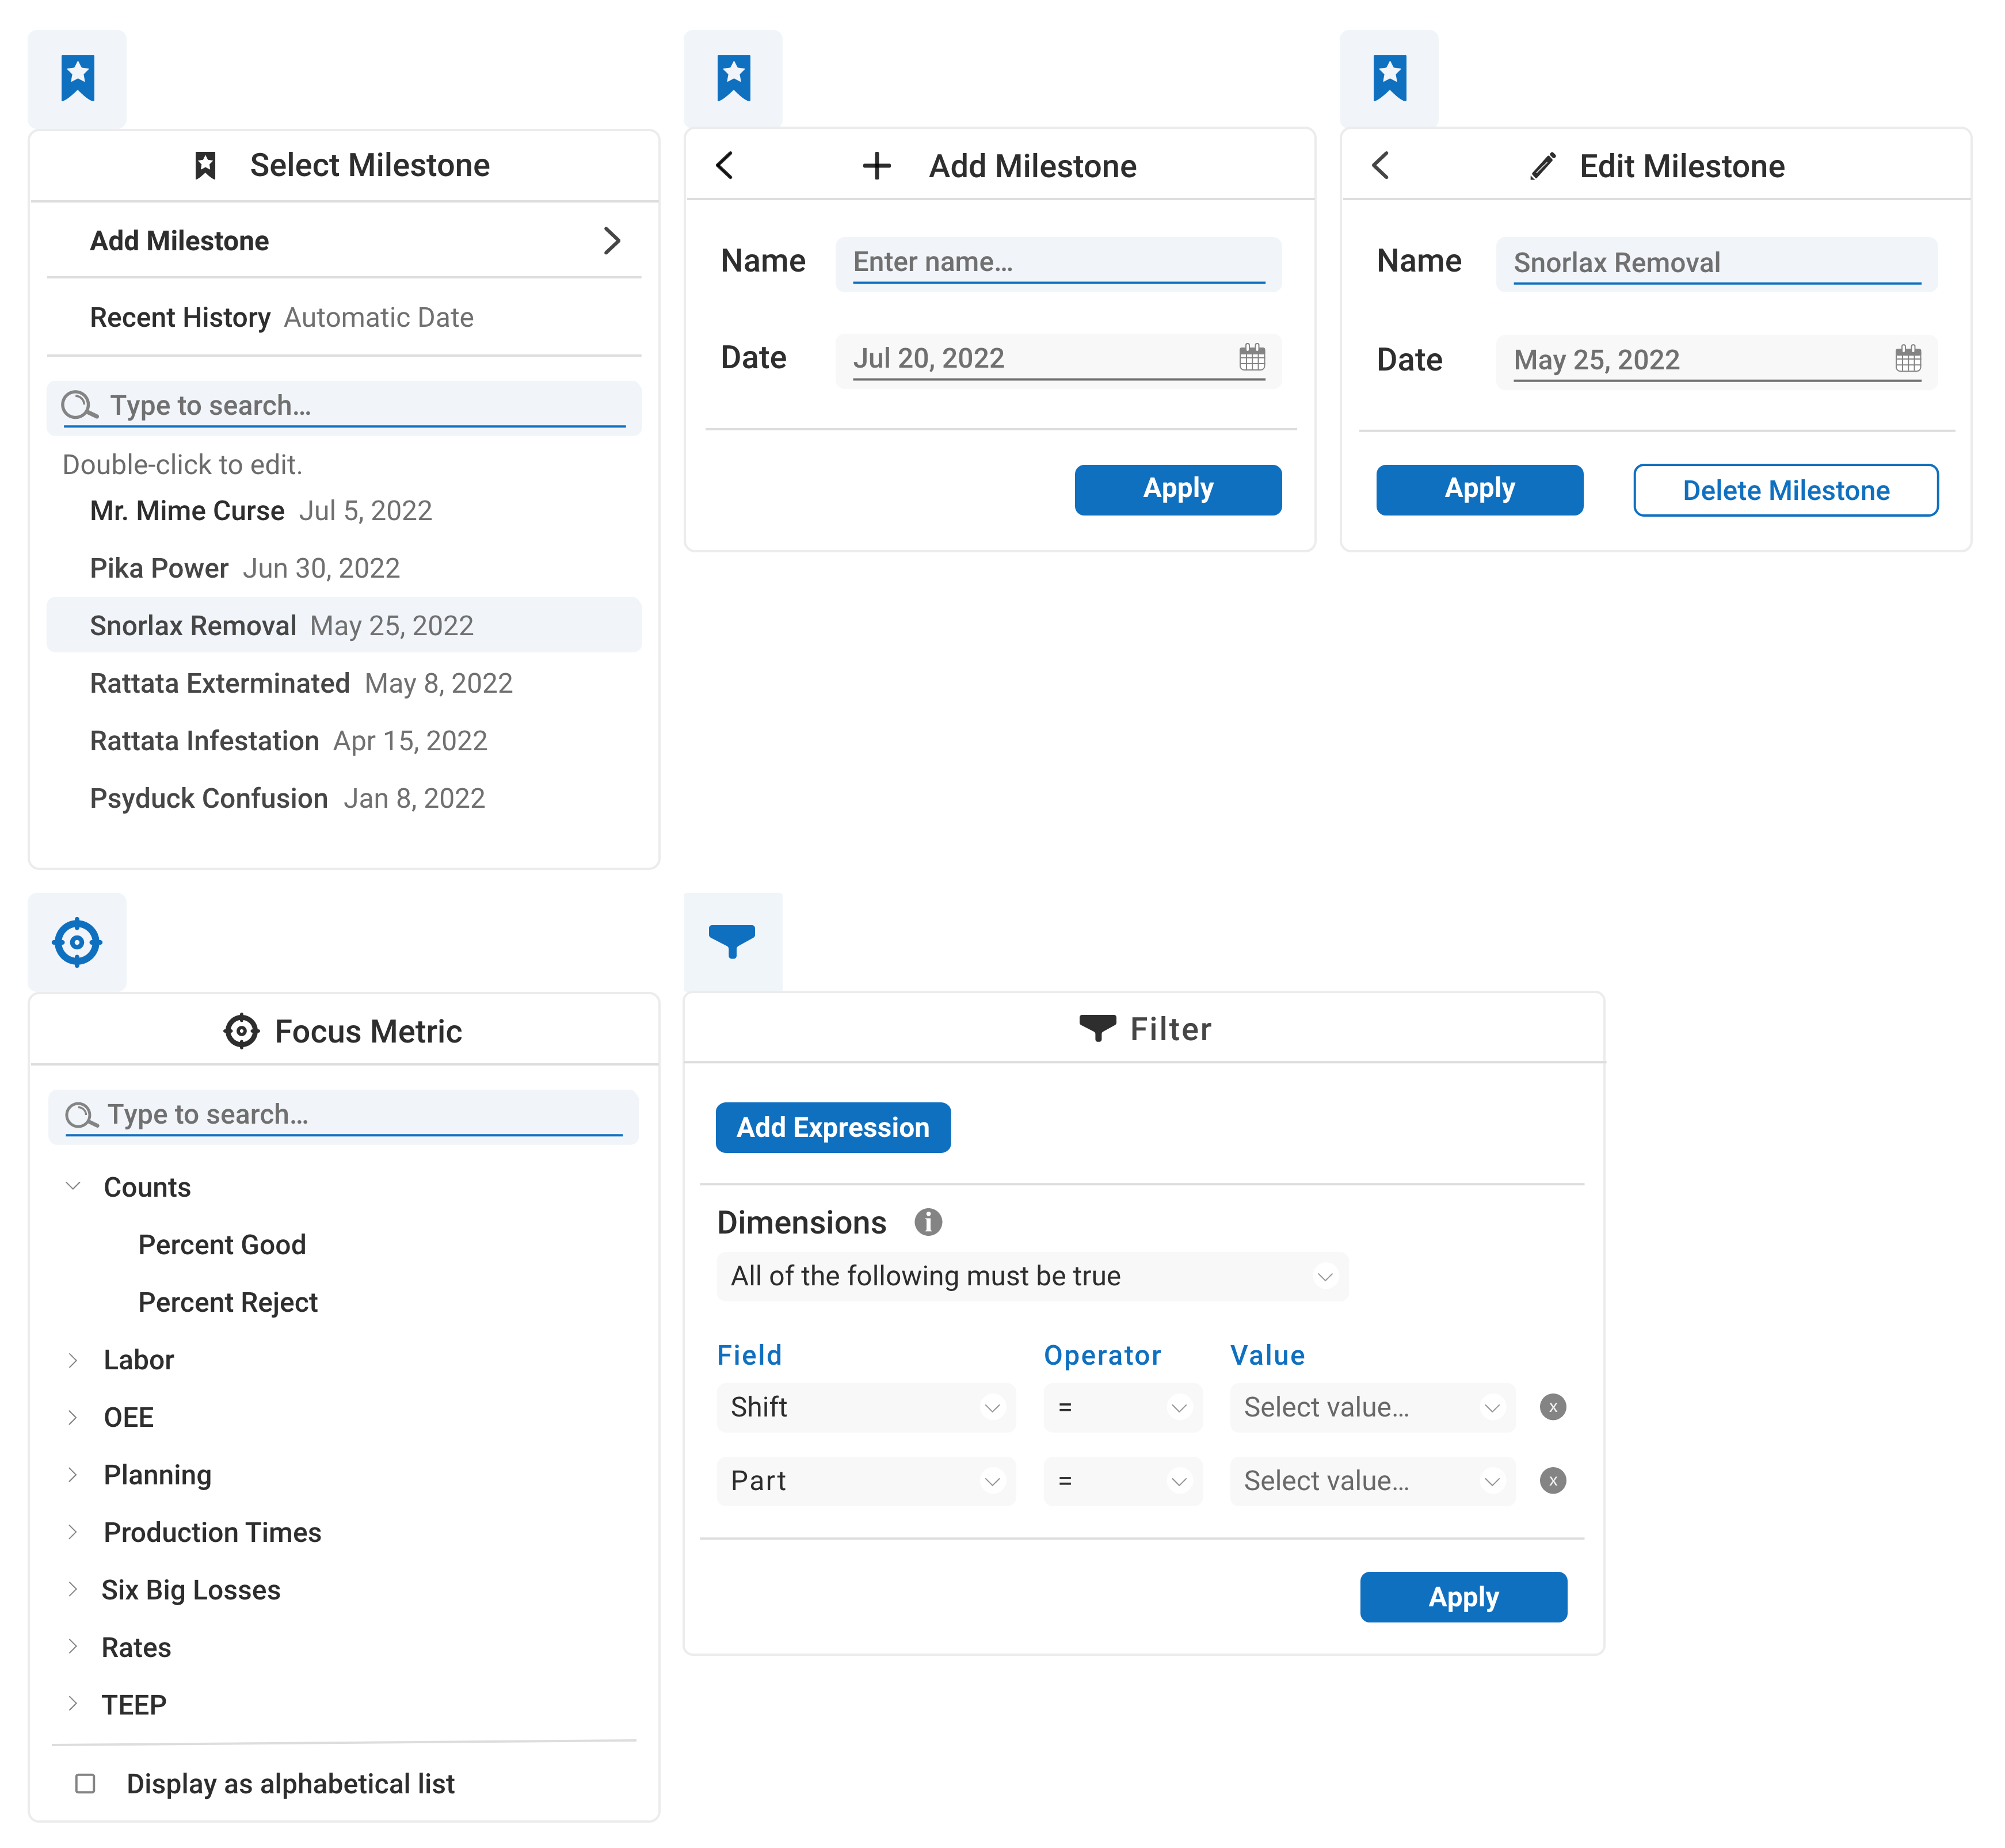 Select Milestone
Add Milestone
Recent History Automatic Date
Type to search...
Double-click to edit.
Mr. Mime Curse Jul 5, 2022
Pika Power Jun 30, 2022
Snorlax Removal May 25, 2022
Rattata Exterminated May 8, 2022
Rattata Infestation Apr 15, 2022
Psyduck Confusion Jan 8, 2022
Add Milestone
Name Enter name...
Date Jul 20, 2022
Apply
Edit Milestone
Name Snorlax Removal
Date May 25, 2022
Apply Delete Milestone
Focus Metric
Type to search...
Counts
Percent Good
Percent Reject
Labor
OEE
Planning
Production Times
Six Big Losses
Rates
TEEP
Display as alphabetical list
Filter
Add Expression
Dimensions i
All of the following must be true
Field Operator Value
Shift = Select value... x
Part = Select value... x
Apply